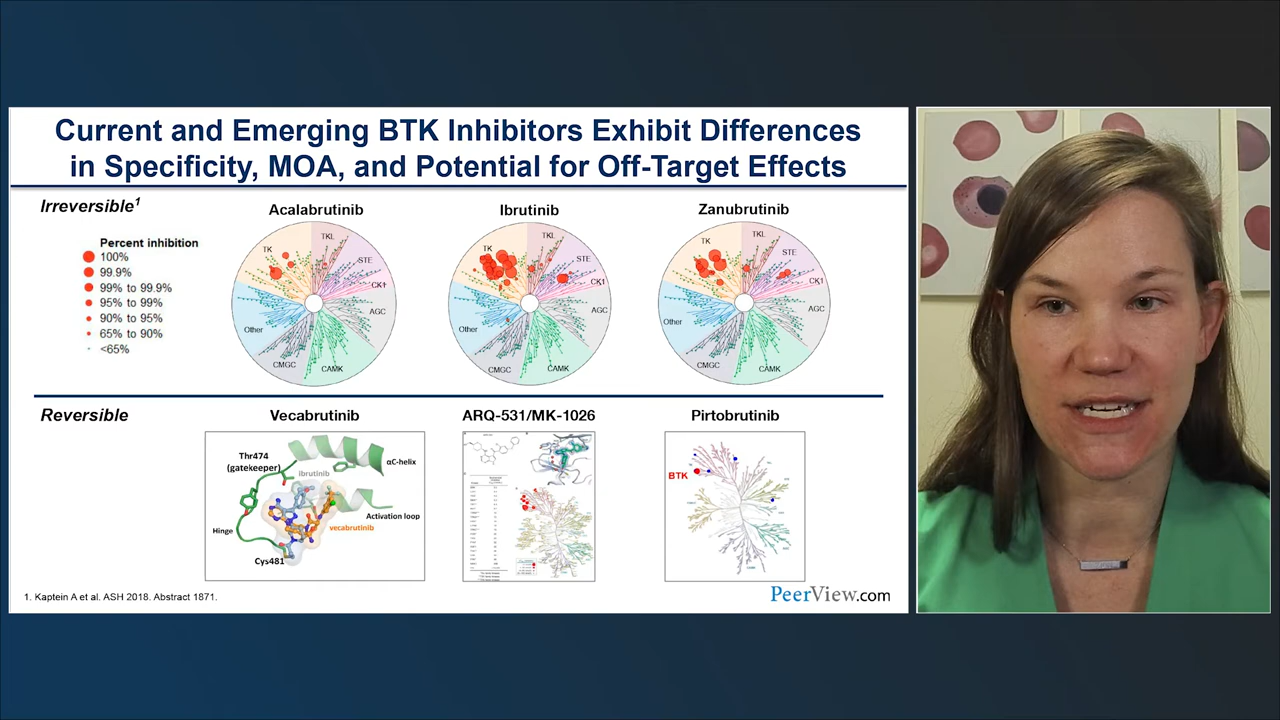 Current and Emerging BTK Inhibitors Exhibit Differences
in Specificity, MOA, and Potential for Off-Target Effects
Irreversible1
Percent inhibition
100%
99.9%
99% to 99.9%
95% to 99%
90% to 95%
65% to 90%
<65%
Acalabrutinib
TK
TKL
STE
CK1
AGC
CAMK
CMGC
Other
Ibrutinib
TK
TKL
STE
CK1
AGC
CAMK
CMGC
Other
Zanubrutinib
TK
TKL
STE
CK1
AGC
CAMK
CMGC
Other
Reversible
Vecabrutinib
Thr474
(gatekeeper)
ibrutinib
αC-helix
Activation loop
vecabrutinib
Hinge
Cys481
ARQ-531/MK-1026
Pirtobrutinib
BTK
1. Kaptein A et al. ASH 2018. Abstract 1871.
PeerView.com